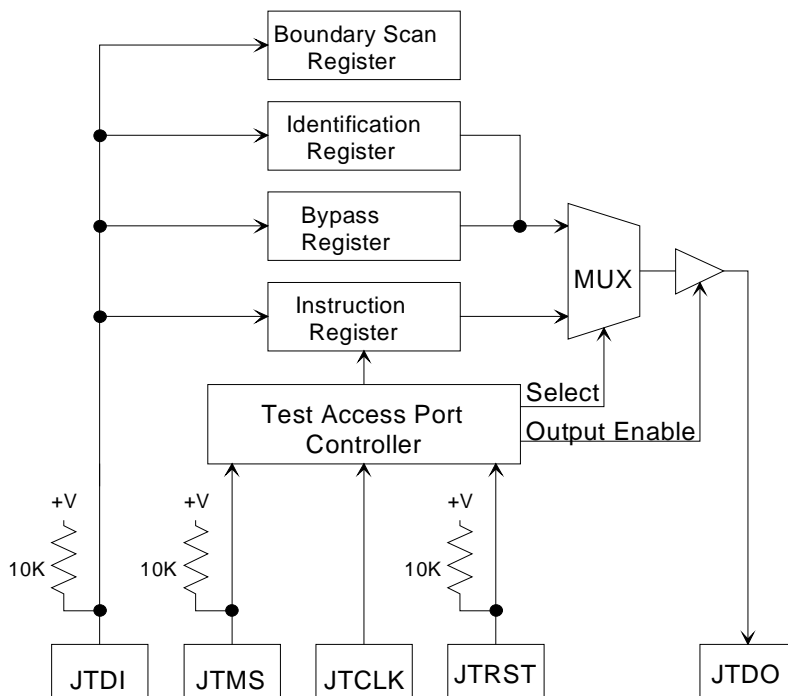 Boundary Scan
Register
Identification
Register
Bypass
Register
MUX
Instruction
Register
Select
Test Access Port
Controller
Output Enable
+V
+V
+V
10K
10K
10K
JTDI
JTMS
JTCLK
JTRST
JTDO